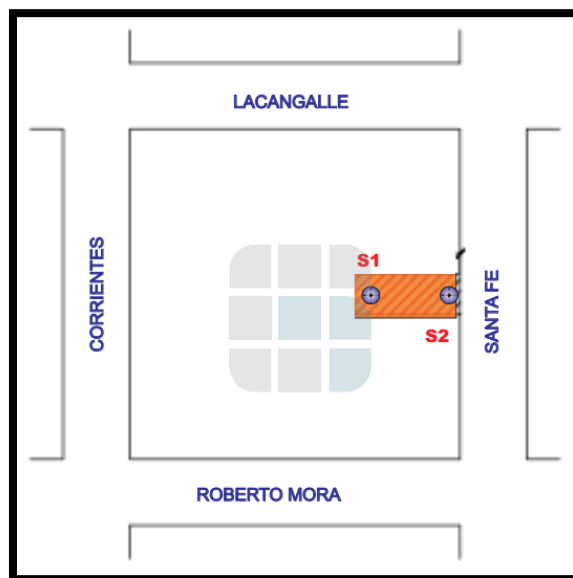 LACANGALLE
CORRIENTES
S1
S2
SANTA FE
ROBERTO MORA